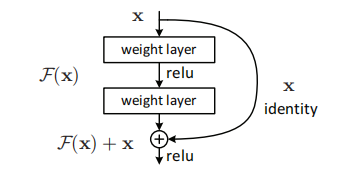 x
weight layer
relu
F(x)
weight layer
x
identity
F(x) + x
+
relu